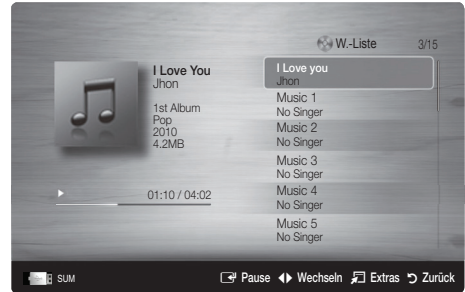 W.-Liste 3/15
I Love You
Jhon
1st Album
Pop
2010
4.2MB
01:10 / 04:02
I Love you
Jhon
Music 1
No Singer
Music 2
No Singer
Music 3
No Singer
Music 4
No Singer
Music 5
No Singer
SUM Pause Wechseln Extras Zurück